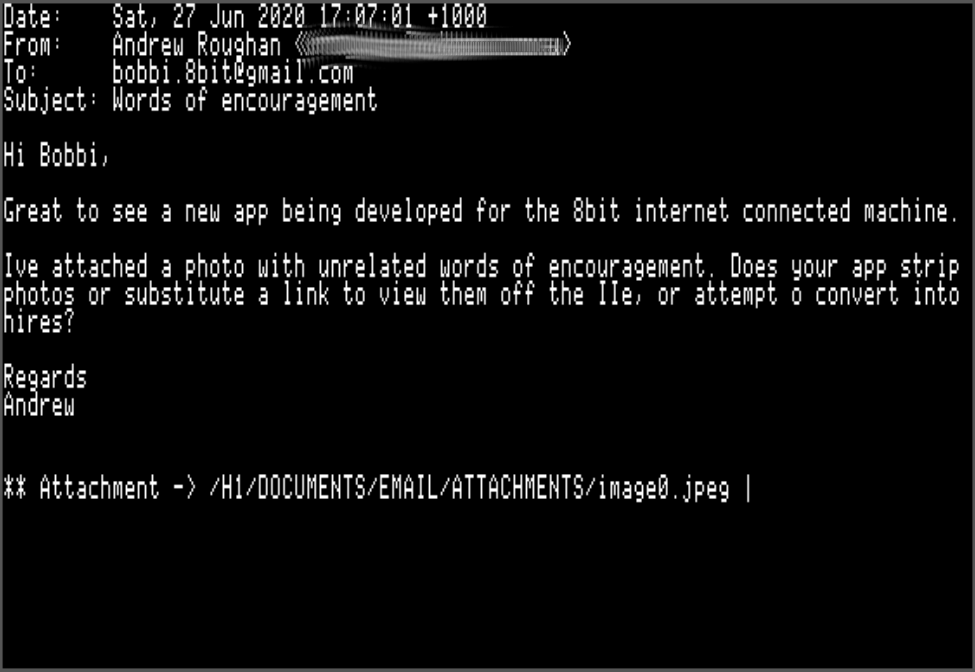 Date:    Sat, 27 Jun 2020 17:07:01 +1000
From:    Andrew Roughan < >
To:      bobbi.8bit@gmail.com
Subject: Words of encouragement
Hi Bobbi,
Great to see a new app being developed for the 8bit internet connected machine.
Ive attached a photo with unrelated words of encouragement. Does your app strip
photos or substitute a link to view them off the IIe, or attempt o convert into
hires?
Regards
Andrew
** Attachment -> /H1/DOCUMENTS/EMAIL/ATTACHMENTS/image0.jpeg |